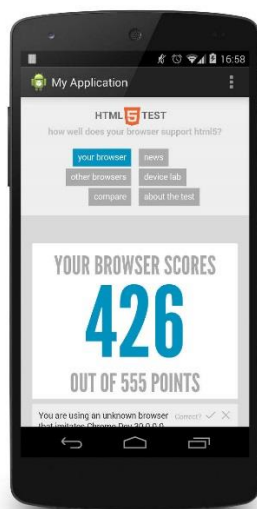 16:58
My Application
HTML 5 TEST
how well does your browser support html5?
your browser news
other browsers device lab
compare about the test
YOUR BROWSER SCORES
426
OUT OF 555 POINTS
You are using an unknown browser Correct? ✓ ✕
that imitates Chrome Dev 30.0.0.0